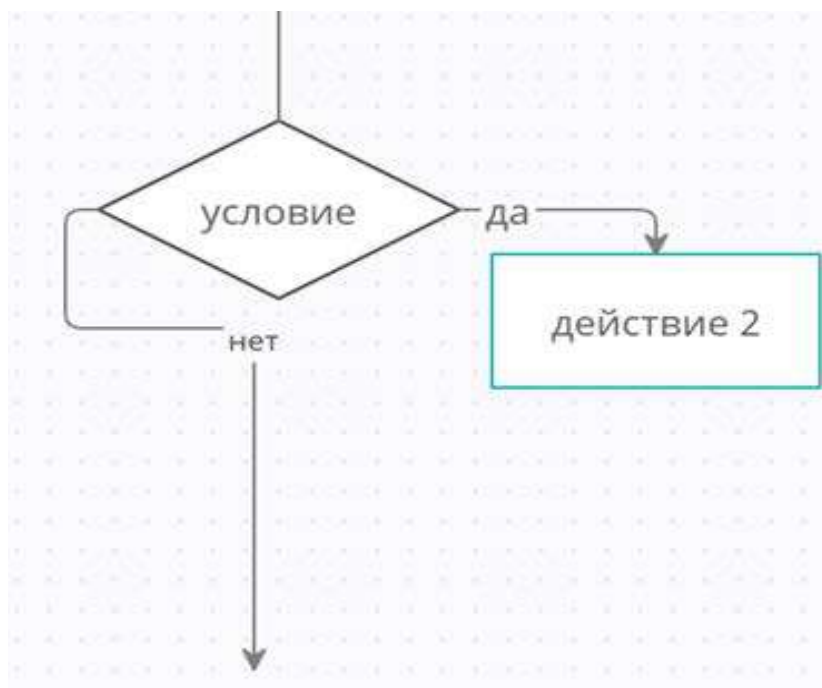 условие
да
действие 2
нет